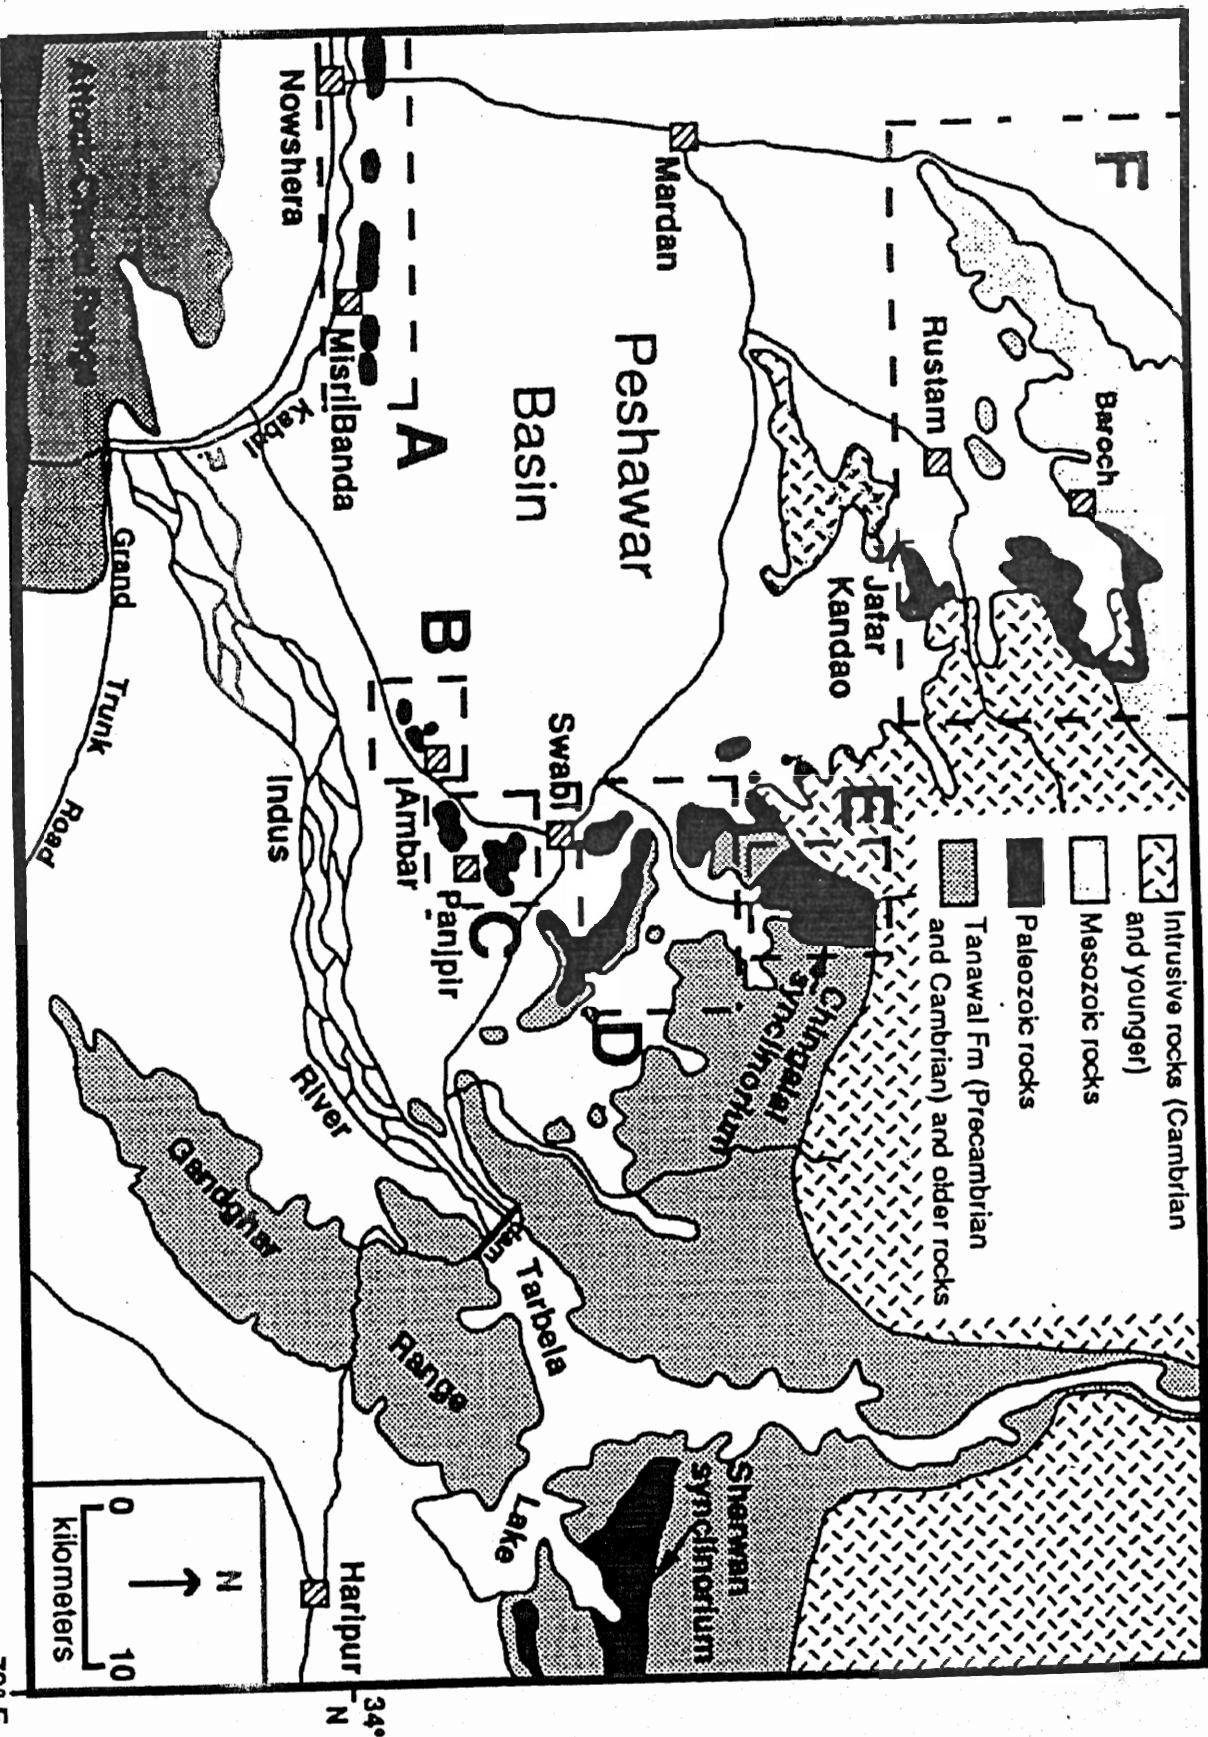 F
Baroch
Rustam
Mardan
Jafar
Kandao
Peshawar
Basin
A
Nowshera
Misri Banda
Kabul
Attock-Cherat Range
Intrusive rocks (Cambrian
and younger)
Mesozoic rocks
Paleozoic rocks
Tanawal Fm (Precambrian
and Cambrian) and older rocks
E
Chingalai
synclinorium
Swabi
D
B
C
Ambar
Panjpir
Indus
River
Grand
Trunk
Road
Gandghar
Range
dam
Tarbela
Lake
Sherwan
synclinorium
Haripur
34°
N
N
0
10
kilometers